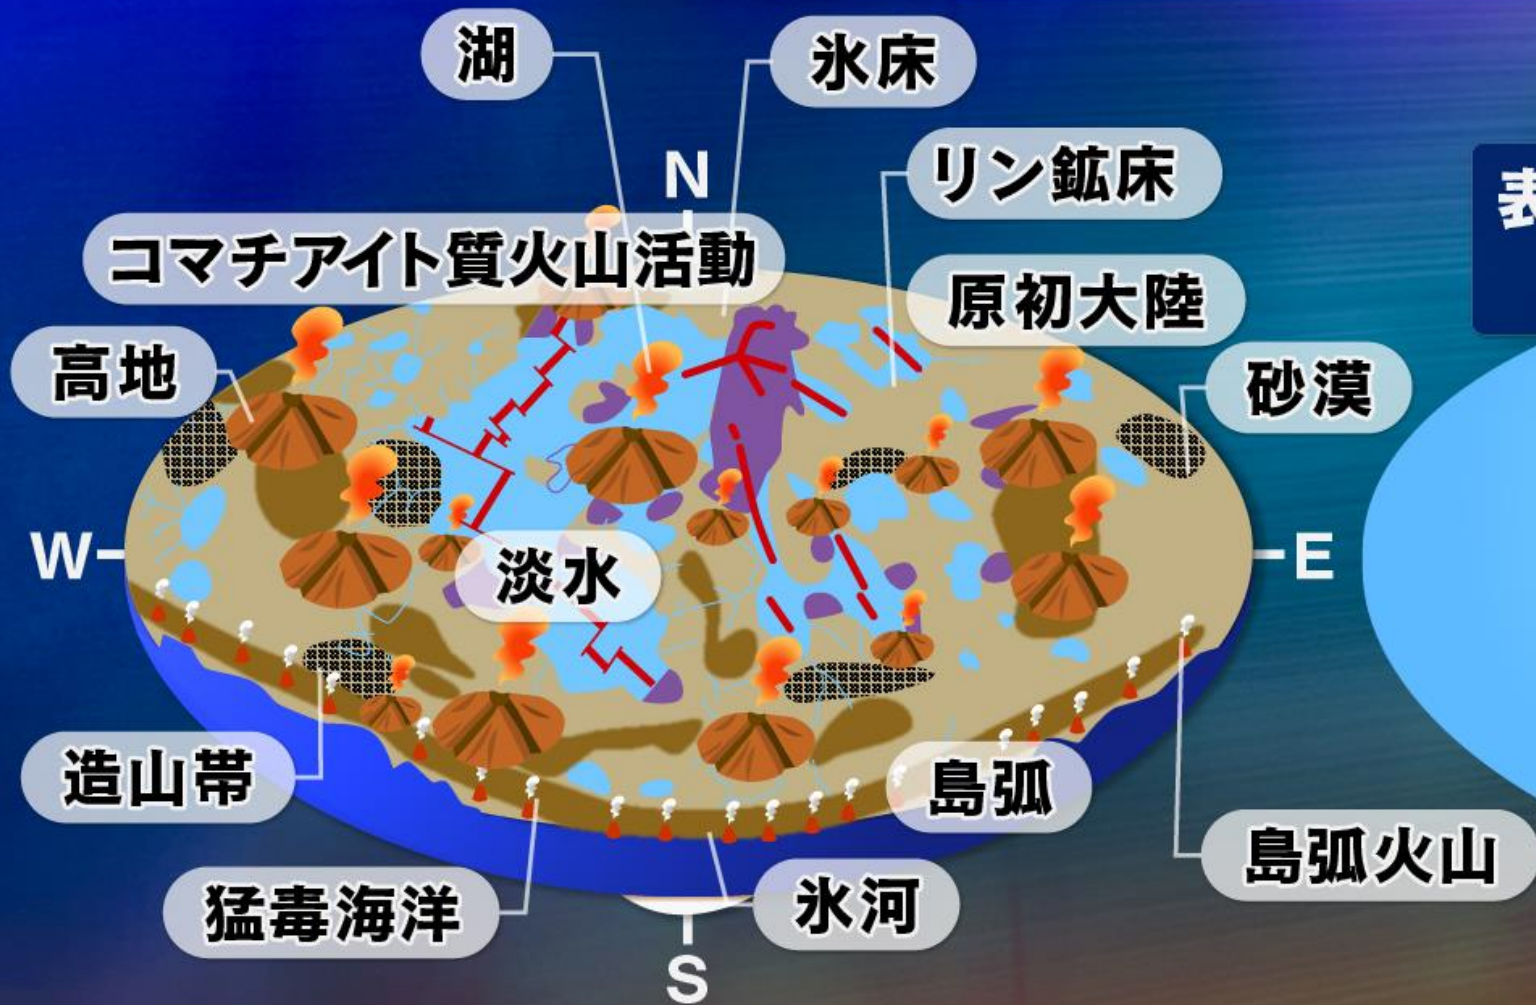 湖
氷床
N
リン鉱床
コマチアイト質火山活動
原初大陸
高地
砂漠
W
E
淡水
造山帯
島弧
島弧火山
猛毒海洋
氷河
S